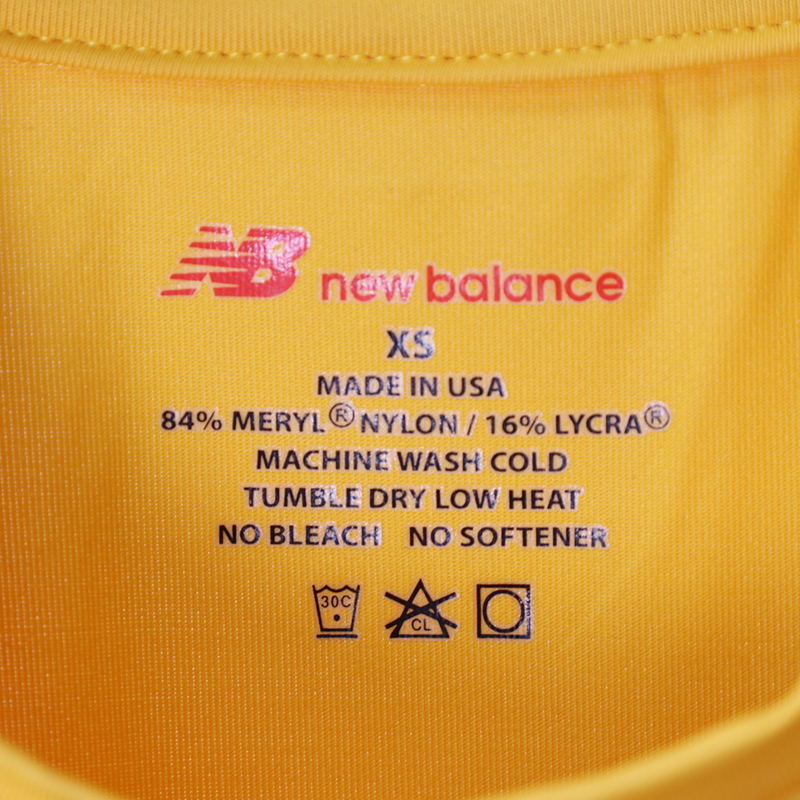 NB new balance
XS
MADE IN USA
84% MERYL® NYLON / 16% LYCRA®
MACHINE WASH COLD
TUMBLE DRY LOW HEAT
NO BLEACH NO SOFTENER
30C CL